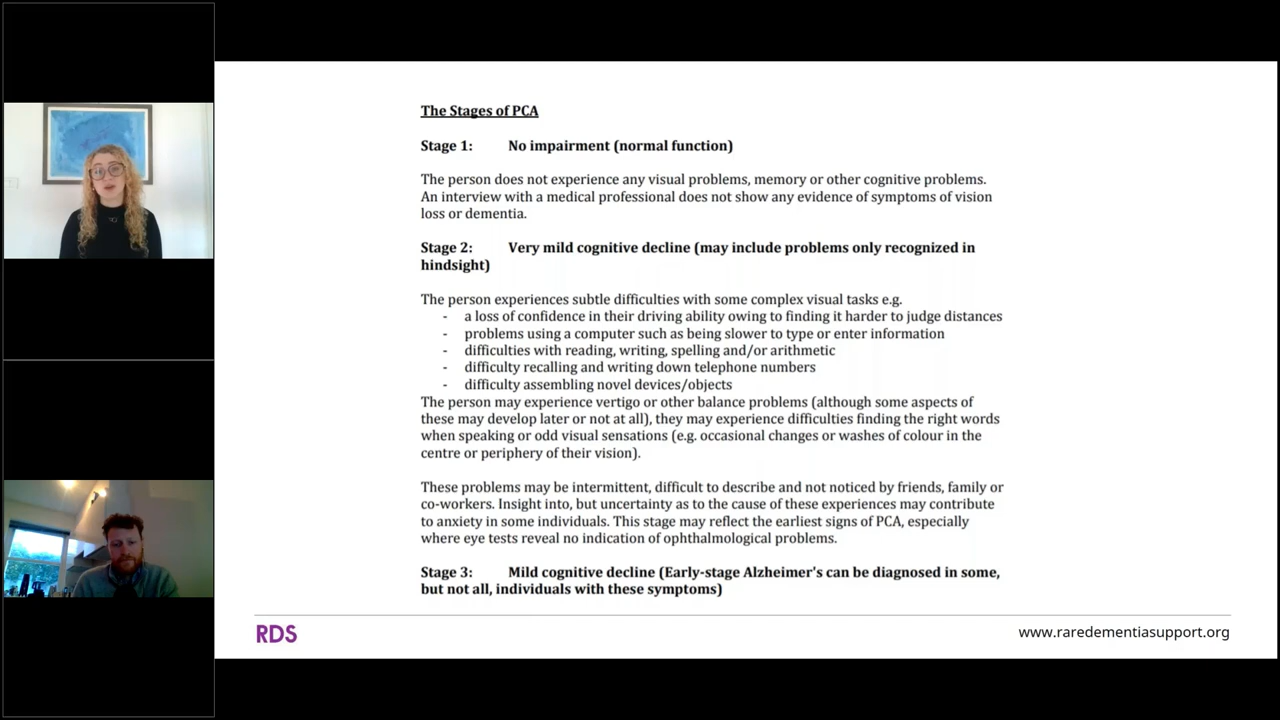 The Stages of PCA
Stage 1: No impairment (normal function)
The person does not experience any visual problems, memory or other cognitive problems.
An interview with a medical professional does not show any evidence of symptoms of vision
loss or dementia.
Stage 2: Very mild cognitive decline (may include problems only recognized in
hindsight)
The person experiences subtle difficulties with some complex visual tasks e.g.
- a loss of confidence in their driving ability owing to finding it harder to judge distances
- problems using a computer such as being slower to type or enter information
- difficulties with reading, writing, spelling and/or arithmetic
- difficulty recalling and writing down telephone numbers
- difficulty assembling novel devices/objects
The person may experience vertigo or other balance problems (although some aspects of
these may develop later or not at all), they may experience difficulties finding the right words
when speaking or odd visual sensations (e.g. occasional changes or washes of colour in the
centre or periphery of their vision).
These problems may be intermittent, difficult to describe and not noticed by friends, family or
co-workers. Insight into, but uncertainty as to the cause of these experiences may contribute
to anxiety in some individuals. This stage may reflect the earliest signs of PCA, especially
where eye tests reveal no indication of ophthalmological problems.
Stage 3: Mild cognitive decline (Early-stage Alzheimer's can be diagnosed in some,
but not all, individuals with these symptoms)
RDS
www.raredementiasupport.org